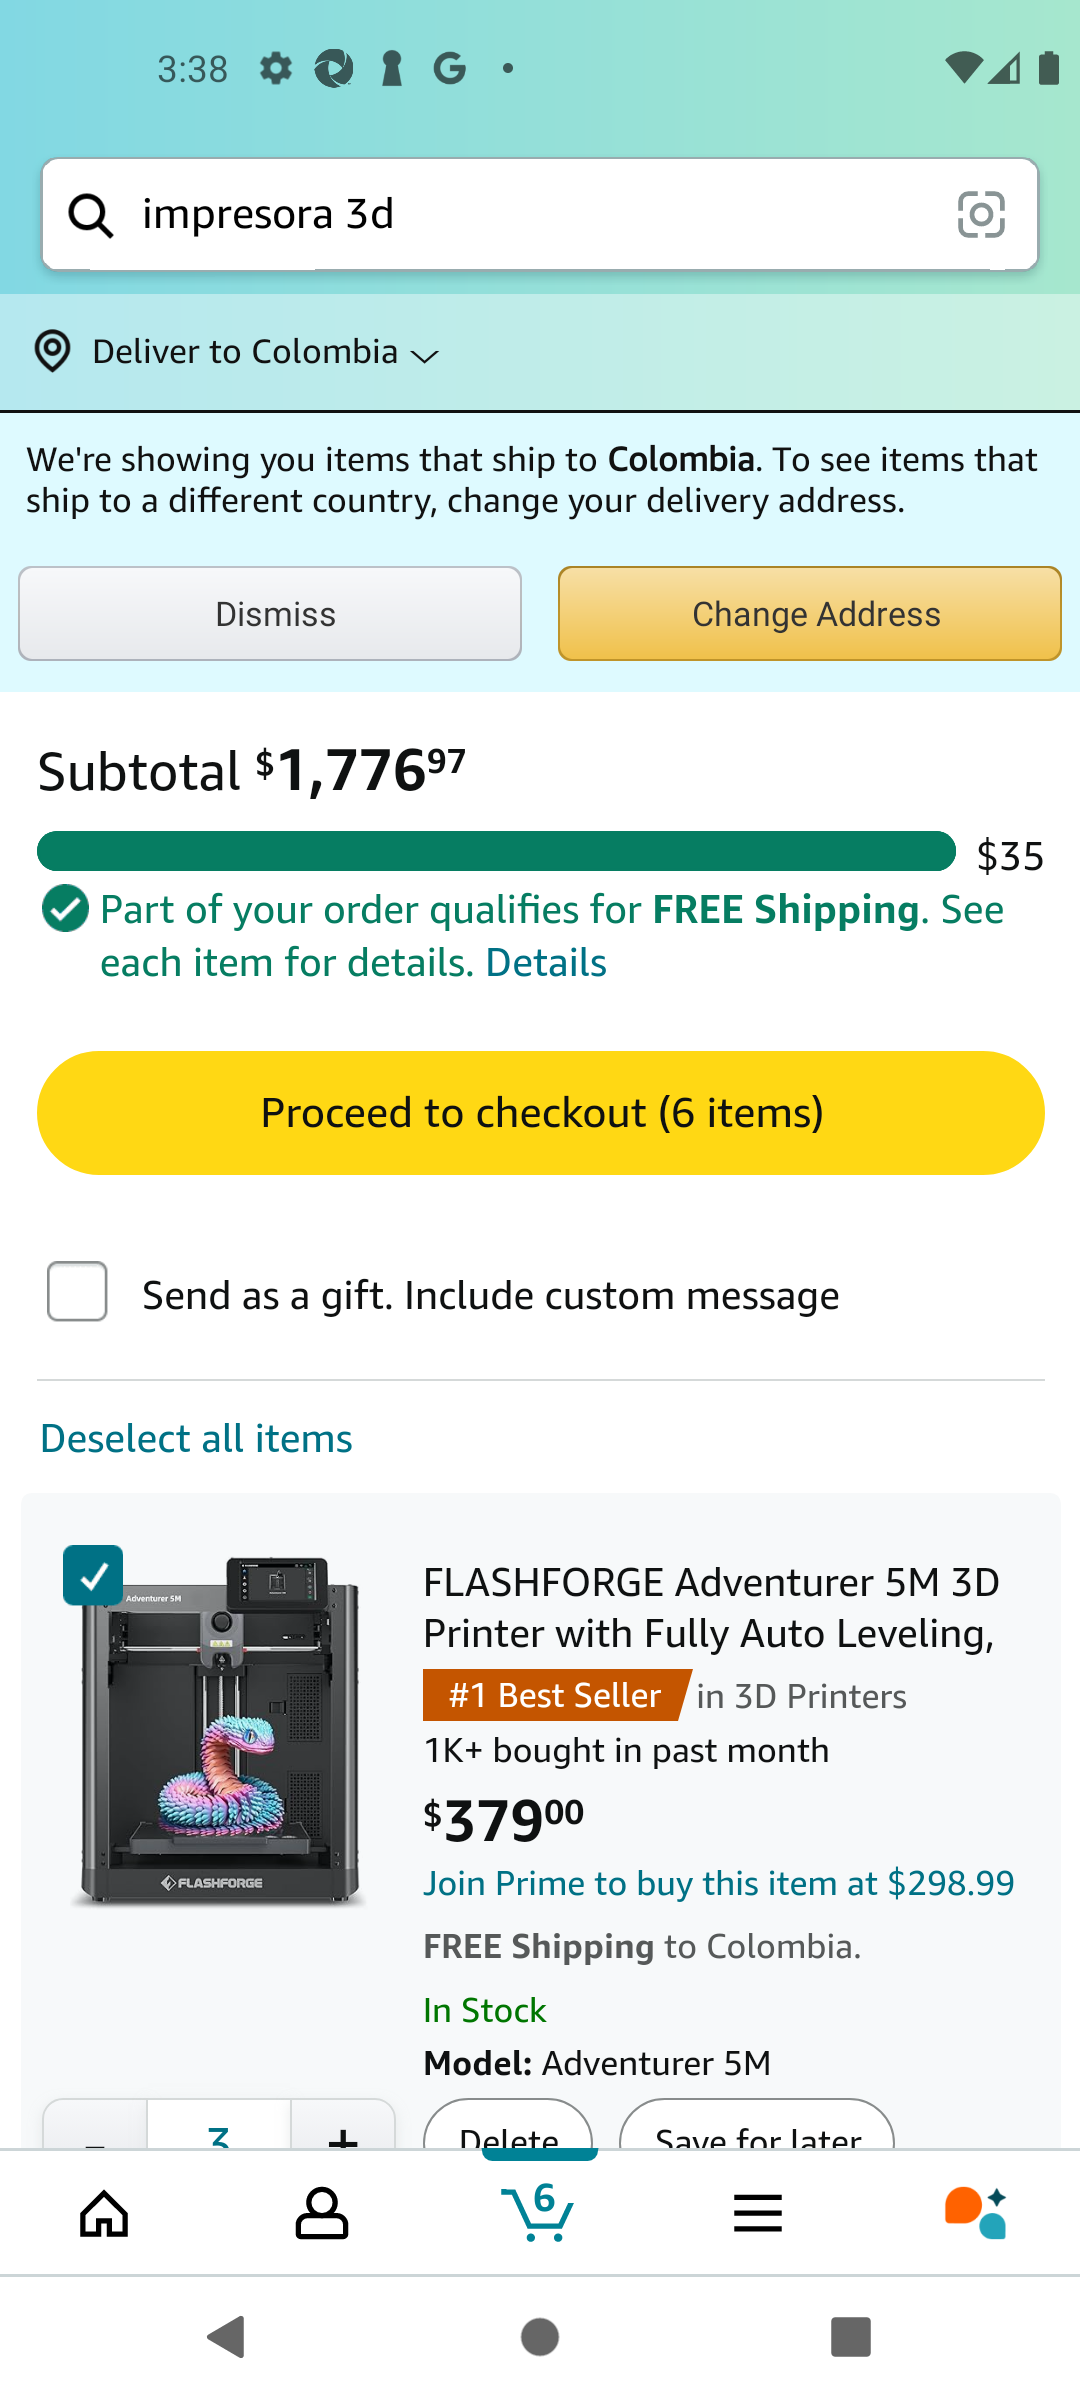 3:38
impresora 3d
Deliver to Colombia
We're showing you items that ship to Colombia. To see items that
ship to a different country, change your delivery address.
Dismiss
Change Address
Subtotal $1,776.97
$35
Part of your order qualifies for FREE Shipping. See
each item for details. Details
Proceed to checkout (6 items)
Send as a gift. Include custom message
Deselect all items
Adventurer 5M
FLASHFORGE
FLASHFORGE Adventurer 5M 3D
Printer with Fully Auto Leveling,
#1 Best Seller in 3D Printers
1K+ bought in past month
$379.00
Join Prime to buy this item at $298.99
FREE Shipping to Colombia.
In Stock
Model: Adventurer 5M
- 3 + Delete Save for later
6